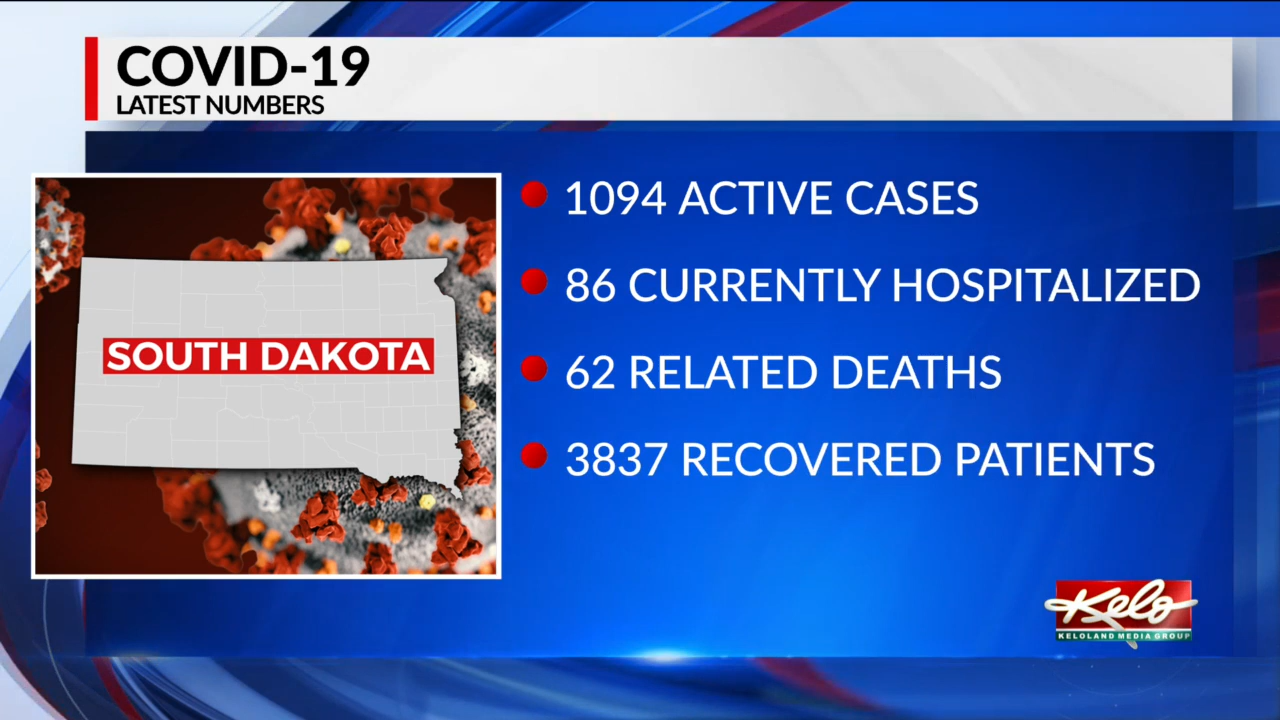 COVID-19
LATEST NUMBERS
SOUTH DAKOTA
1094 ACTIVE CASES
86 CURRENTLY HOSPITALIZED
62 RELATED DEATHS
3837 RECOVERED PATIENTS
Kelo
KELOLAND MEDIA GROUP